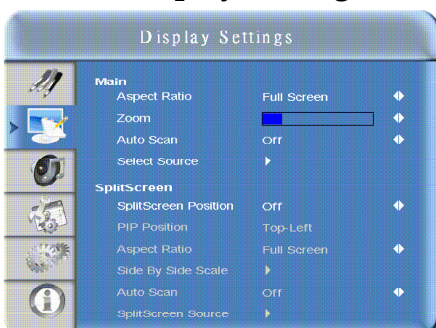 Display Settings
Main
Aspect Ratio Full Screen
Zoom
Auto Scan Off
Select Source
SplitScreen
SplitScreen Position Off
PIP Position Top-Left
Aspect Ratio Full Screen
Side By Side Scale
Auto Scan Off
SplitScreen Source